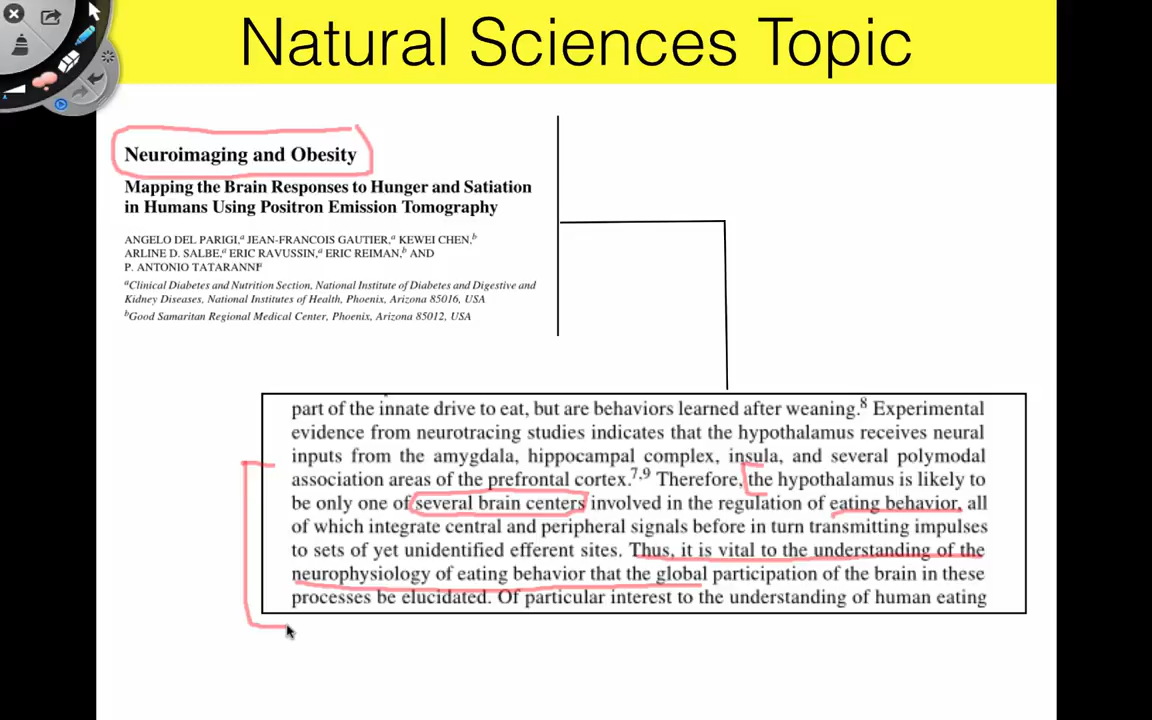 Natural Sciences Topic
Neuroimaging and Obesity
Mapping the Brain Responses to Hunger and Satiation
in Humans Using Positron Emission Tomography
ANGELO DEL PARIGI,ᵃ JEAN-FRANCOIS GAUTIER,ᵃ KEWEI CHEN,ᵇ
ARLINE D. SALBE,ᵃ ERIC RAVUSSIN,ᵃ ERIC REIMAN,ᵇ AND
P. ANTONIO TATARANNIᵃ
ᵃClinical Diabetes and Nutrition Section, National Institute of Diabetes and Digestive and
Kidney Diseases, National Institutes of Health, Phoenix, Arizona 85016, USA
ᵇGood Samaritan Regional Medical Center, Phoenix, Arizona 85012, USA
part of the innate drive to eat, but are behaviors learned after weaning.⁸ Experimental
evidence from neurotracing studies indicates that the hypothalamus receives neural
inputs from the amygdala, hippocampal complex, insula, and several polymodal
association areas of the prefrontal cortex.⁷·⁹ Therefore, the hypothalamus is likely to
be only one of several brain centers involved in the regulation of eating behavior, all
of which integrate central and peripheral signals before in turn transmitting impulses
to sets of yet unidentified efferent sites. Thus, it is vital to the understanding of the
neurophysiology of eating behavior that the global participation of the brain in these
processes be elucidated. Of particular interest to the understanding of human eating